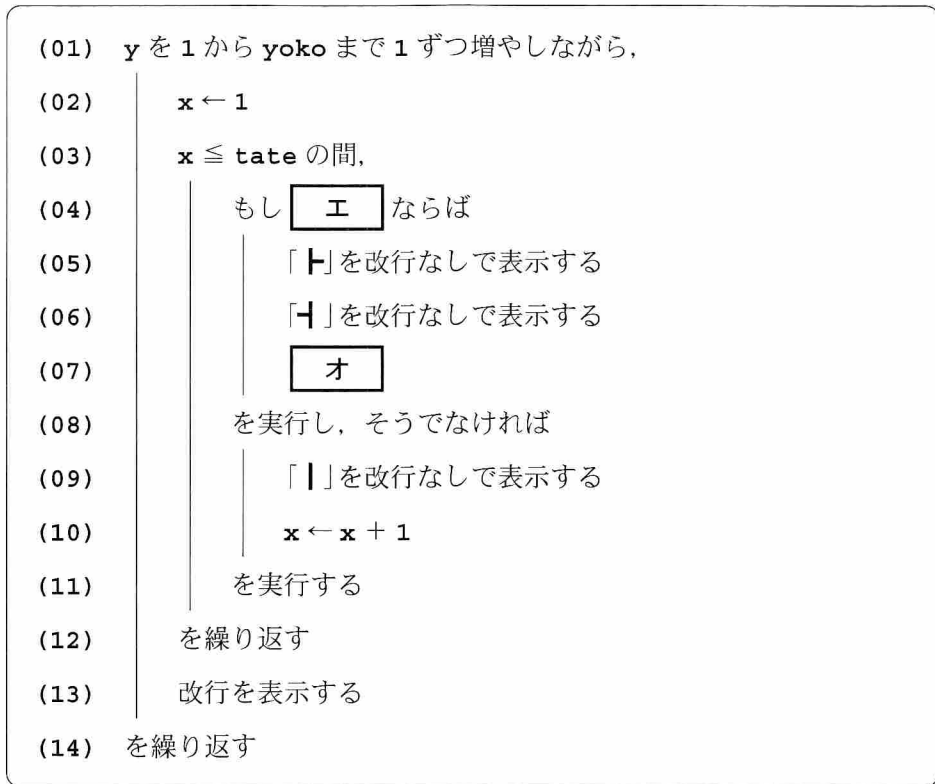 (01) y を 1 から yoko まで 1 ずつ増やしながら，
(02) x ← 1
(03) x ≦ tate の間，
(04) もし エ ならば
(05) 「┣」を改行なしで表示する
(06) 「┫」を改行なしで表示する
(07) オ
(08) を実行し，そうでなければ
(09) 「┃」を改行なしで表示する
(10) x ← x + 1
(11) を実行する
(12) を繰り返す
(13) 改行を表示する
(14) を繰り返す